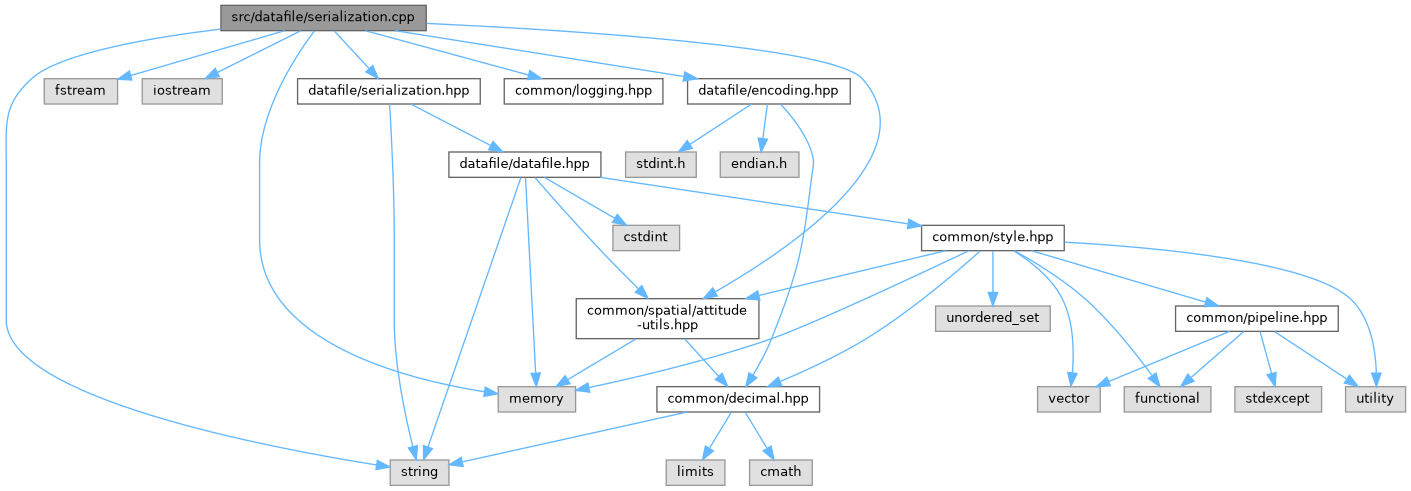 src/datafile/serialization.cpp
fstream
iostream
datafile/serialization.hpp
common/logging.hpp
datafile/encoding.hpp
datafile/datafile.hpp
stdint.h
endian.h
cstdint
common/style.hpp
common/spatial/attitude
-utils.hpp
unordered_set
common/pipeline.hpp
memory
common/decimal.hpp
vector
functional
stdexcept
utility
string
limits
cmath